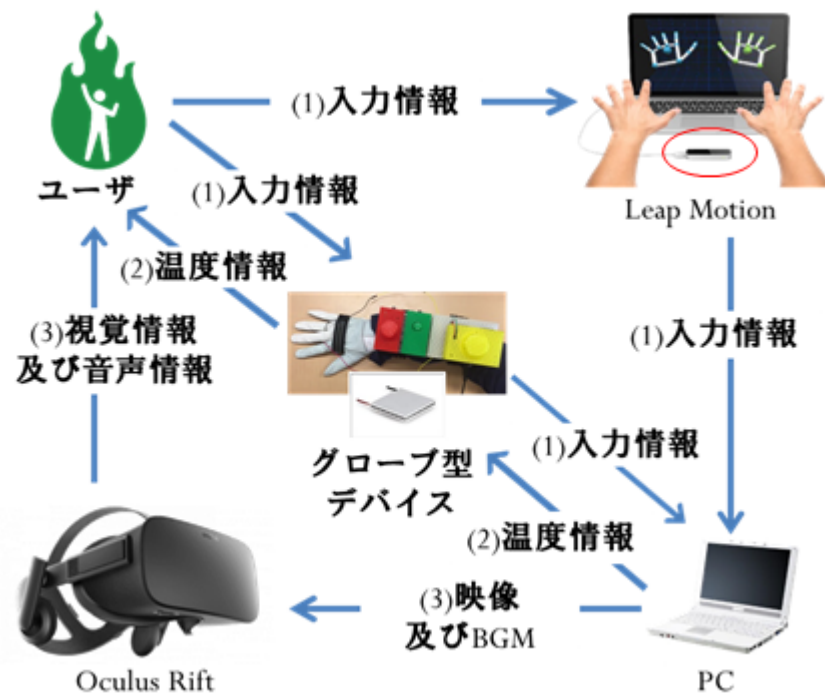 (1)入力情報
ユーザ
(1)入力情報
Leap Motion
(2)温度情報
(3)視覚情報
及び音声情報
(1)入力情報
(1)入力情報
グローブ型
デバイス
(2)温度情報
(3)映像
及びBGM
Oculus Rift
PC